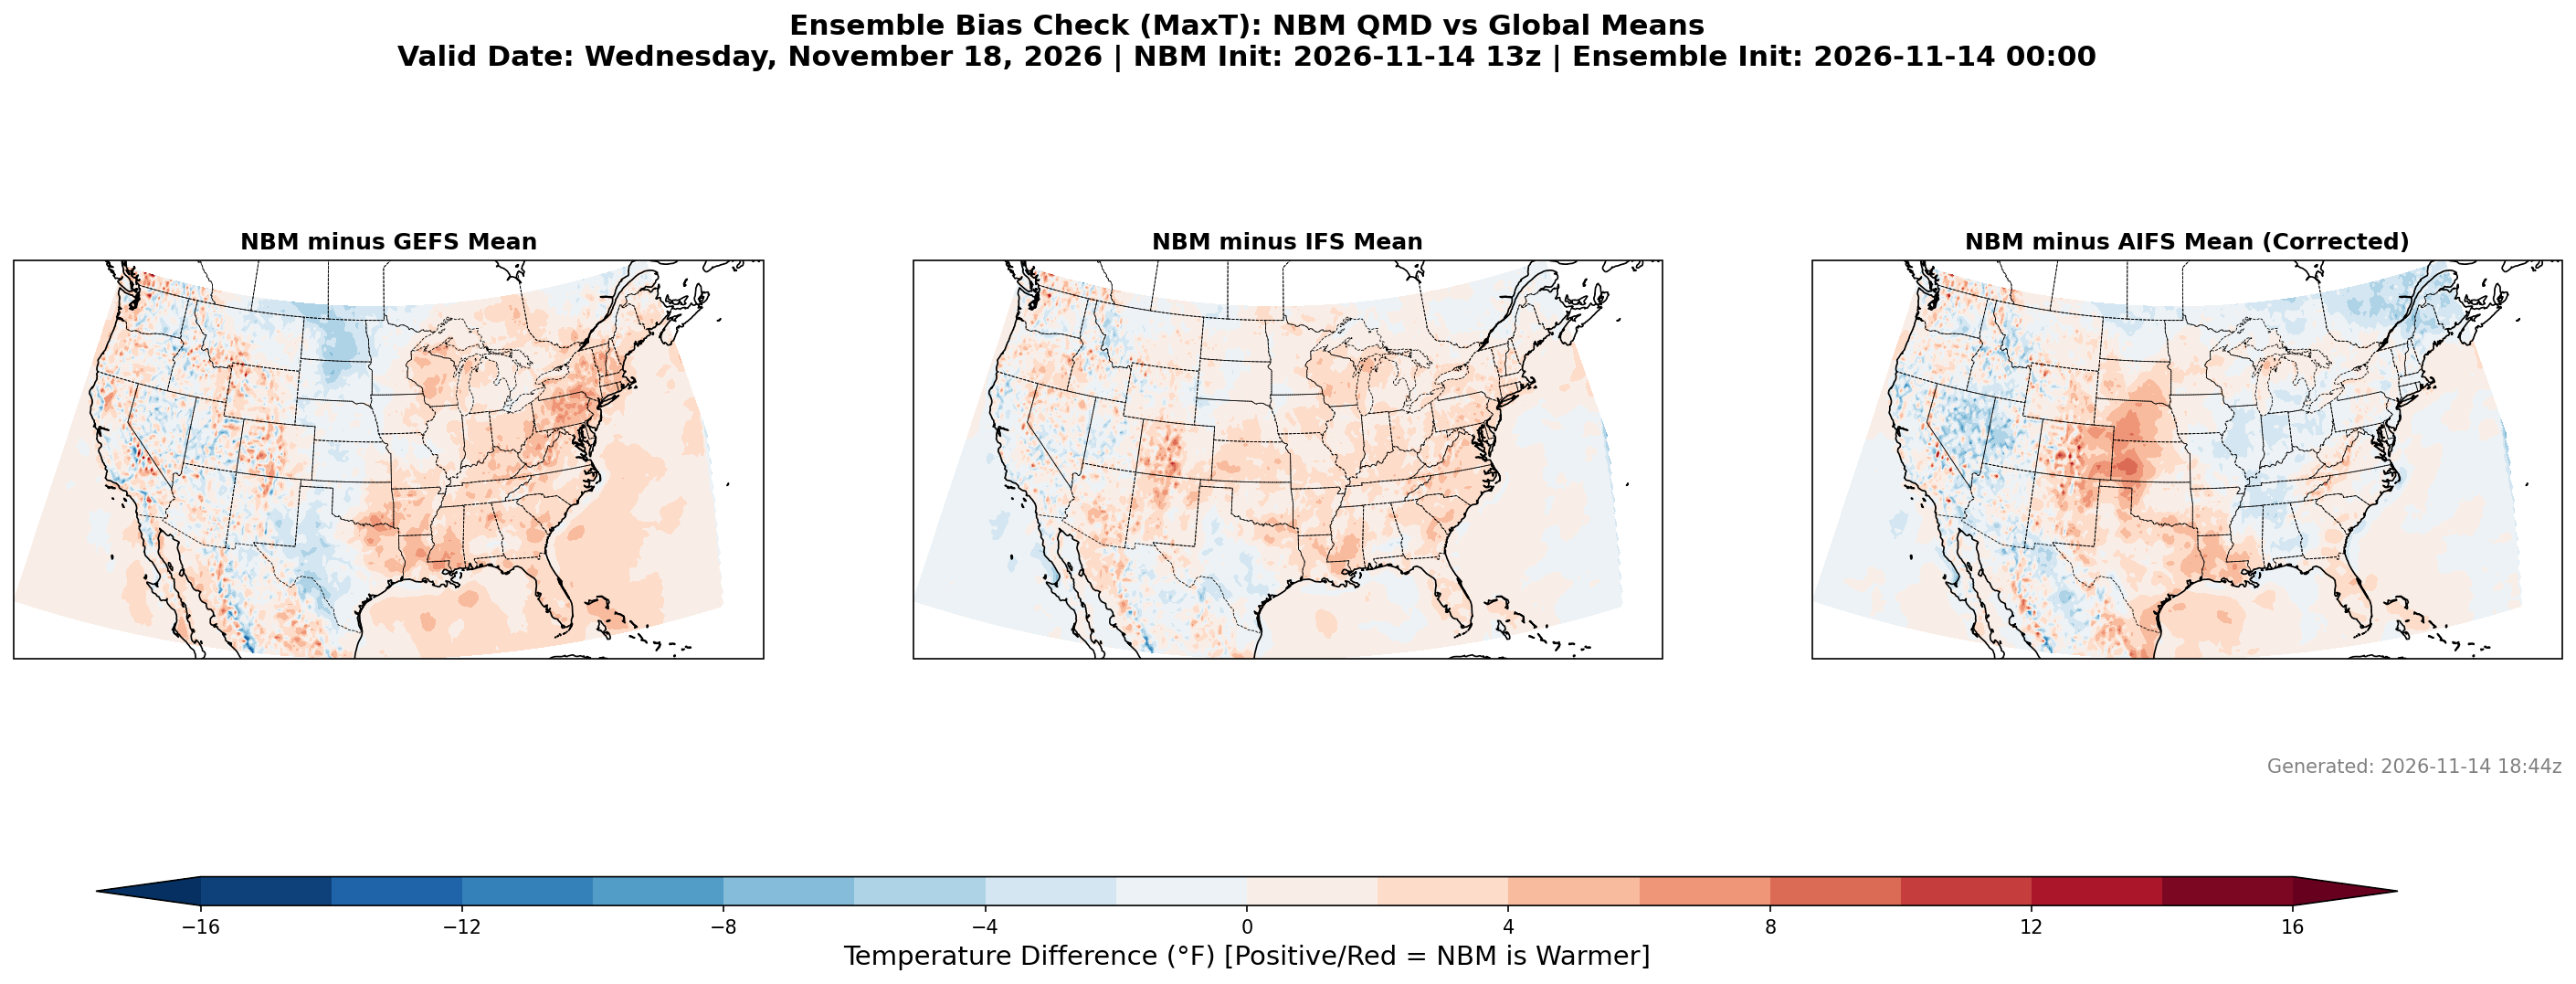 Ensemble Bias Check (MaxT): NBM QMD vs Global Means
Valid Date: Wednesday, November 18, 2026 | NBM Init: 2026-11-14 13z | Ensemble Init: 2026-11-14 00:00
NBM minus GEFS Mean
NBM minus IFS Mean
NBM minus AIFS Mean (Corrected)
Generated: 2026-11-14 18:44z
−16
−12
−8
−4
0
4
8
12
16
Temperature Difference (°F) [Positive/Red = NBM is Warmer]